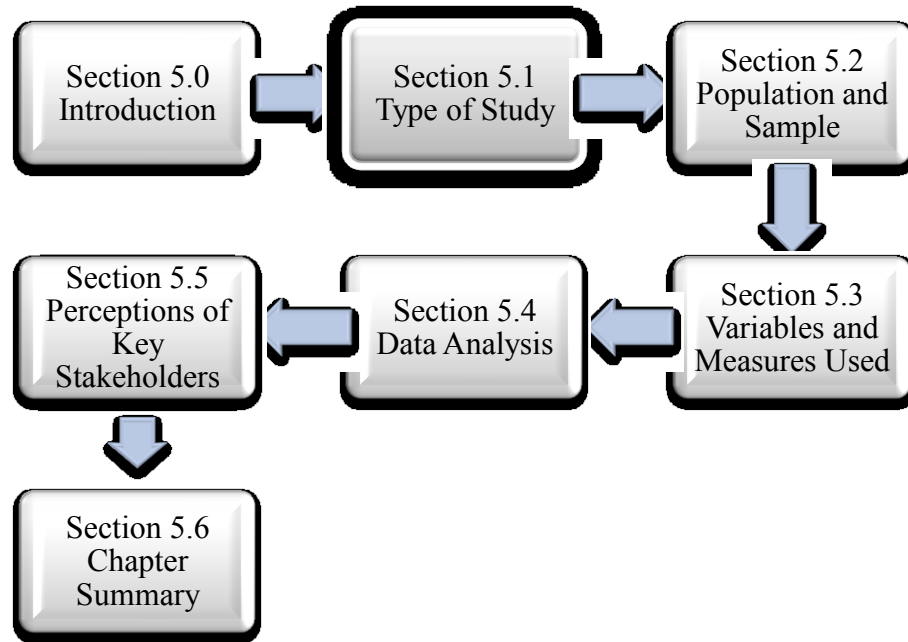 Section 5.0
Introduction
Section 5.1
Type of Study
Section 5.2
Population and
Sample
Section 5.3
Variables and
Measures Used
Section 5.4
Data Analysis
Section 5.5
Perceptions of
Key
Stakeholders
Section 5.6
Chapter
Summary